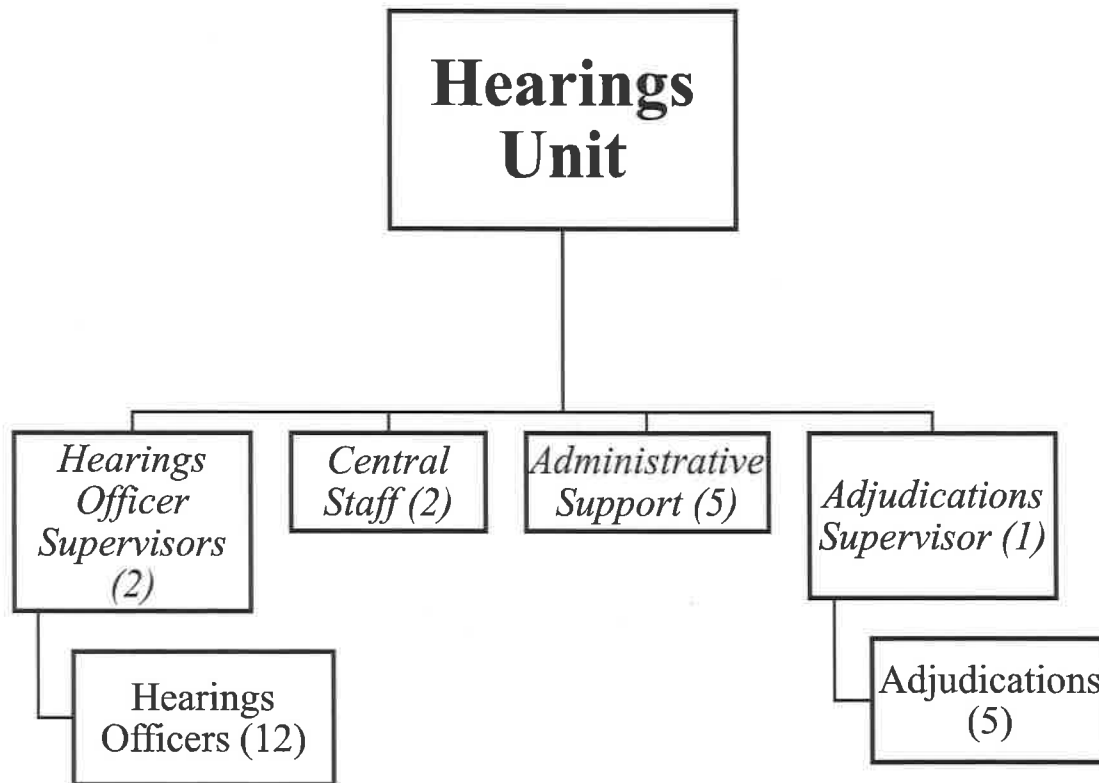 Hearings
Unit
Hearings
Officer
Supervisors
(2)
Central
Staff (2)
Administrative
Support (5)
Adjudications
Supervisor (1)
Hearings
Officers (12)
Adjudications
(5)